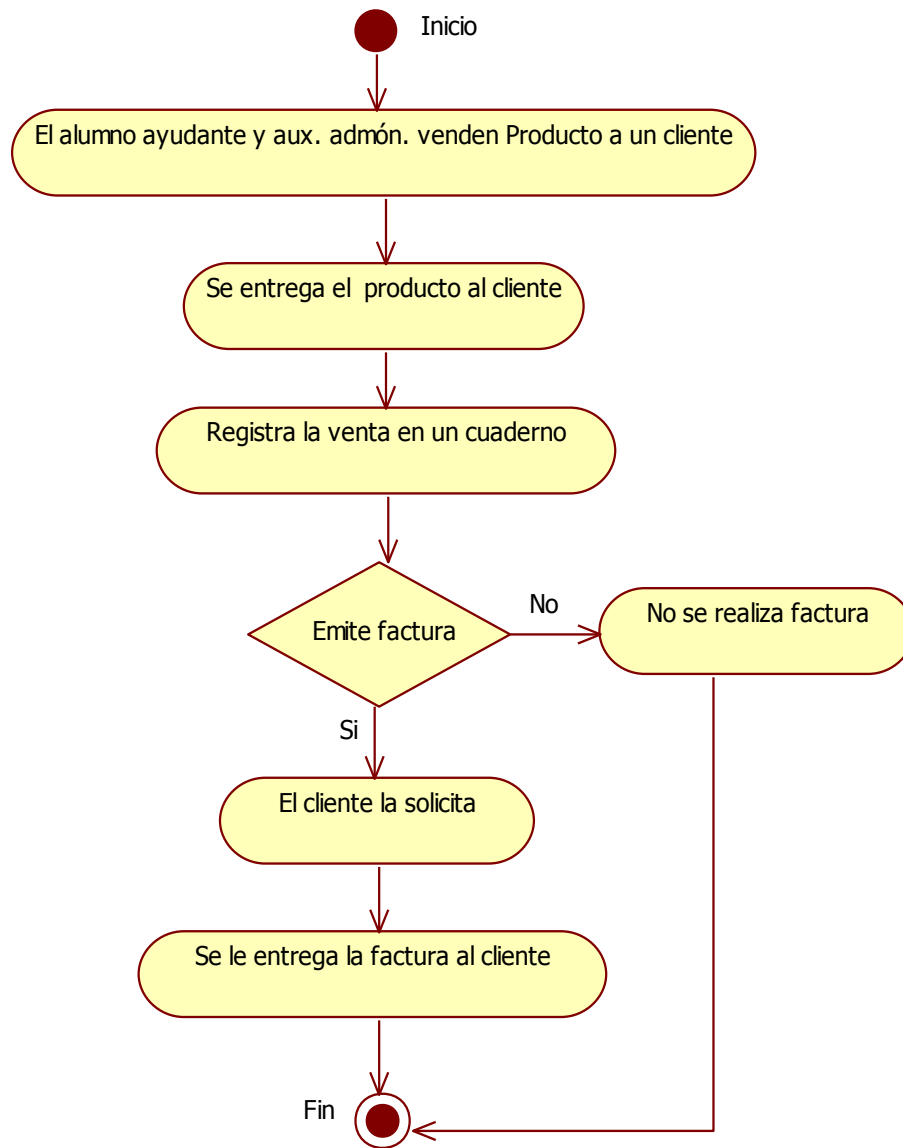 Inicio
El alumno ayudante y aux. admón. venden Producto a un cliente
Se entrega el producto al cliente
Registra la venta en un cuaderno
Emite factura
No
No se realiza factura
Si
El cliente la solicita
Se le entrega la factura al cliente
Fin